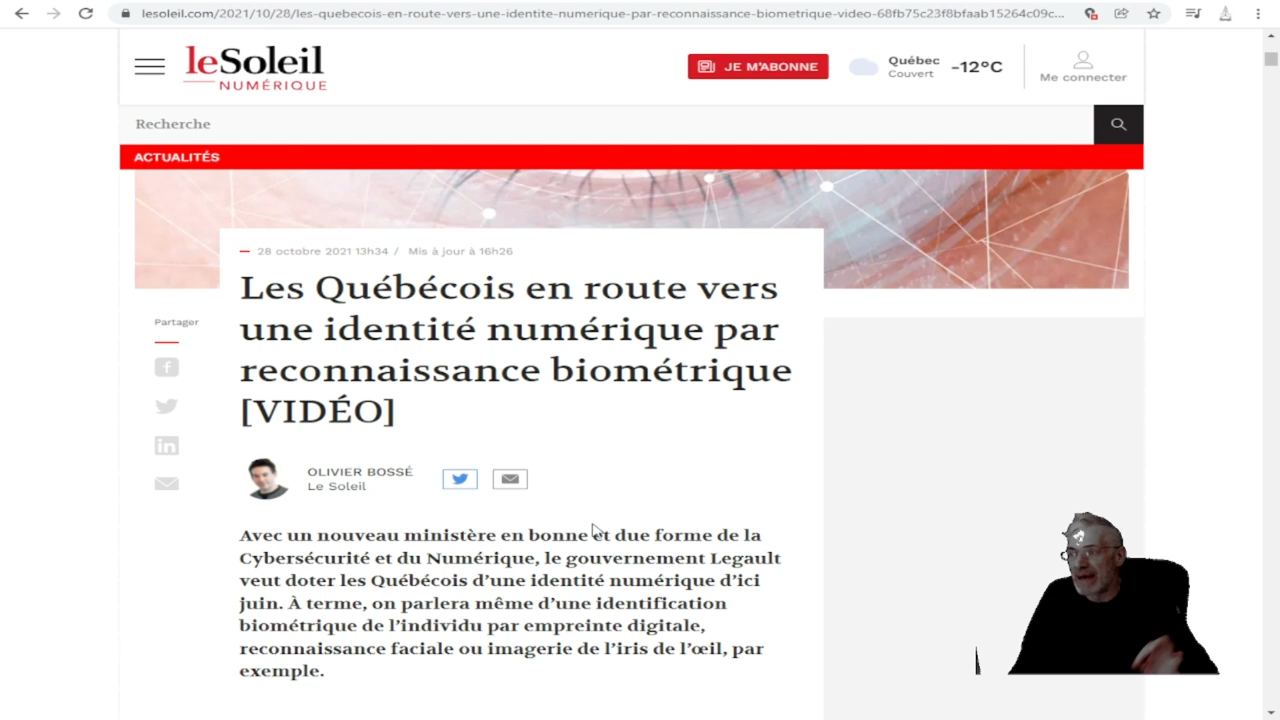 lesoleil.com/2021/10/28/les-quebecois-en-route-vers-une-identite-numerique-par-reconnaissance-biometrique-video-68fb75c23f8bfaab15264c09c...
leSoleil
NUMÉRIQUE
JE M'ABONNE
Québec
Couvert
-12°C
Me connecter
Recherche
ACTUALITÉS
28 octobre 2021 13h34 / Mis à jour à 16h26
Les Québécois en route vers
une identité numérique par
reconnaissance biométrique
[VIDÉO]
Partager
OLIVIER BOSSÉ
Le Soleil
Avec un nouveau ministère en bonne et due forme de la
Cybersécurité et du Numérique, le gouvernement Legault
veut doter les Québécois d'une identité numérique d'ici
juin. À terme, on parlera même d'une identification
biométrique de l'individu par empreinte digitale,
reconnaissance faciale ou imagerie de l'iris de l'œil, par
exemple.